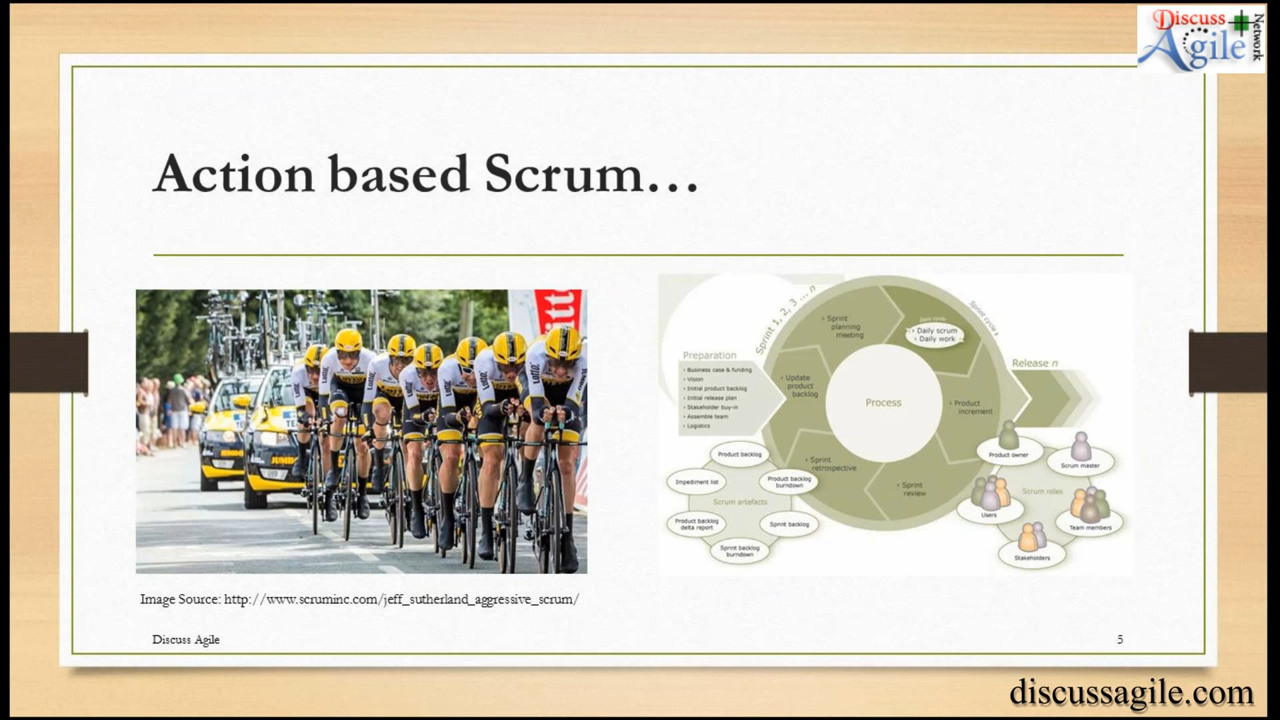 Discuss
Agile
Network
Action based Scrum…
Sprint 1, 2, 3 ... n
Sprint cycle
› Sprint
planning
meeting
› Daily scrum
› Daily work
Preparation
› Business case & funding
› Vision
› Initial product backlog
› Initial release plan
› Stakeholder buy-in
› Assemble team
› Logistics
› Update
product
backlog
Process
› Product
increment
Release n
› Sprint
retrospective
› Sprint
review
Product backlog
Impediment list
Product backlog
burndown
Scrum artefacts
Product backlog
delta report
Sprint backlog
Sprint backlog
burndown
Product owner
Scrum master
Scrum roles
Users
Team members
Stakeholders
Image Source: http://www.scruminc.com/jeff_sutherland_aggressive_scrum/
Discuss Agile
5
discussagile.com